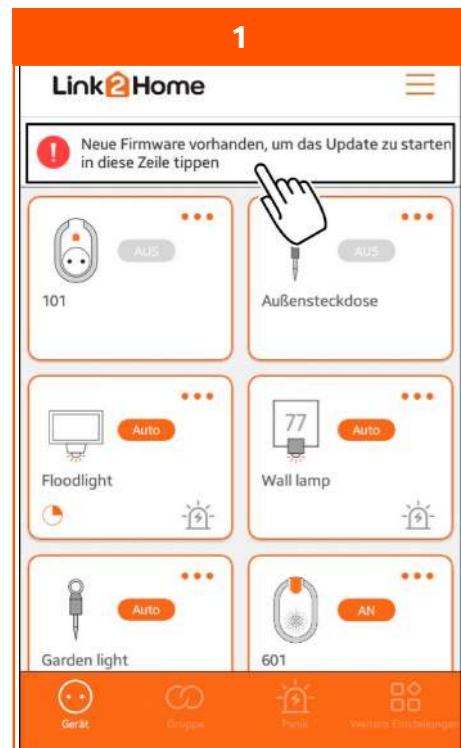 1
Link2Home
Neue Firmware vorhanden, um das Update zu starten
in diese Zeile tippen
AUS
AUS
101
Außensteckdose
77
Auto
Auto
Floodlight
Wall lamp
Auto
AN
Garden light
601
Gerät
Gruppe
Panik
Weitere Einstellungen